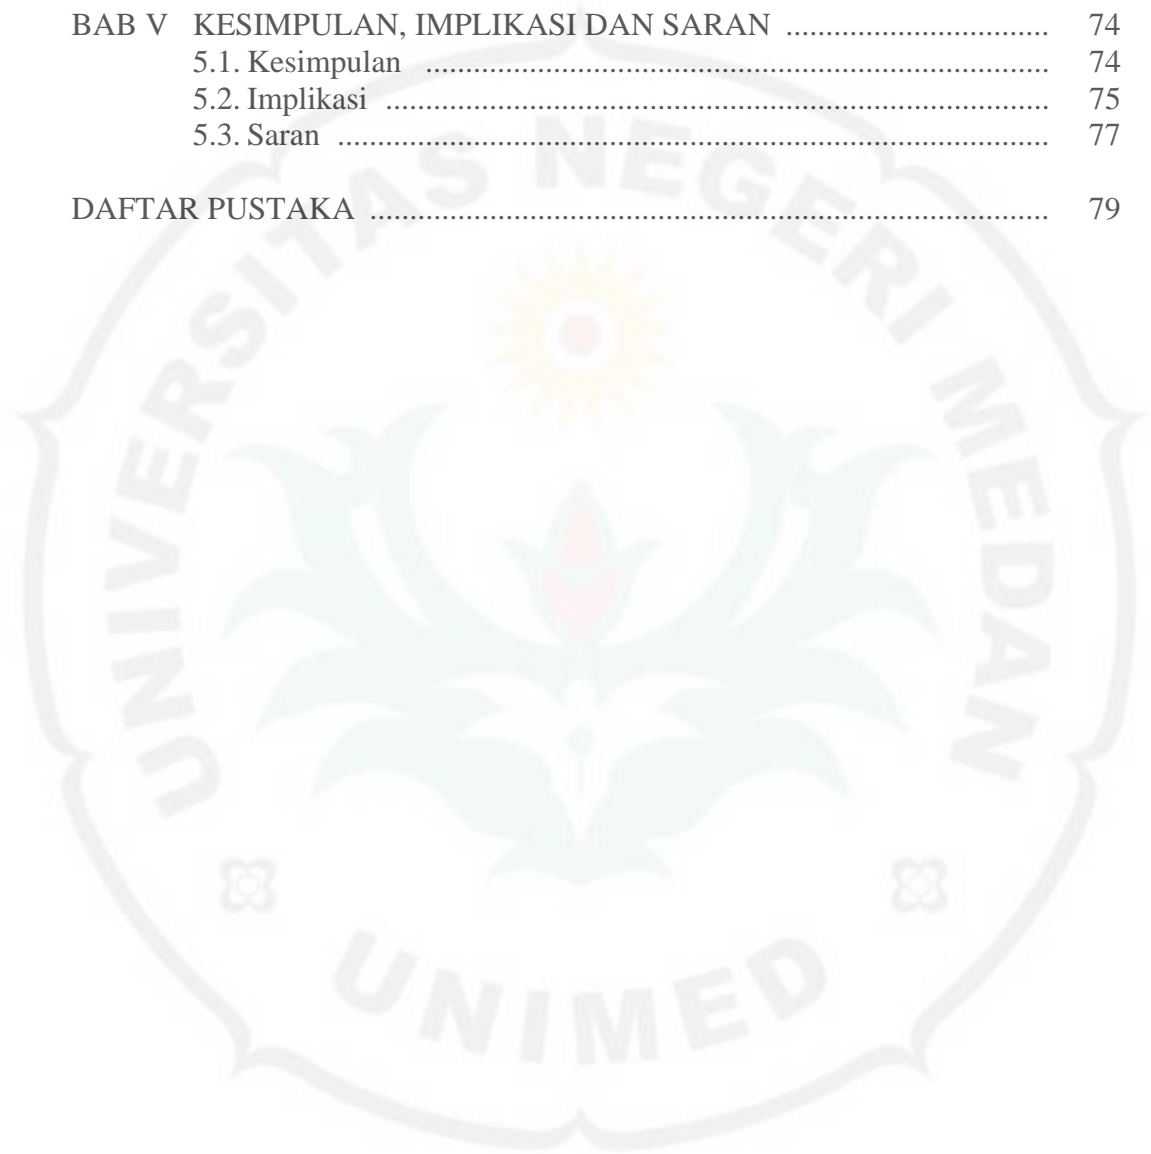 BAB V KESIMPULAN, IMPLIKASI DAN SARAN ................................. 74
5.1. Kesimpulan .............................................................................. 74
5.2. Implikasi ................................................................................... 75
5.3. Saran ......................................................................................... 77
DAFTAR PUSTAKA ..................................................................................... 79
UNIVERSITAS NEGERI MEDAN
UNIMED